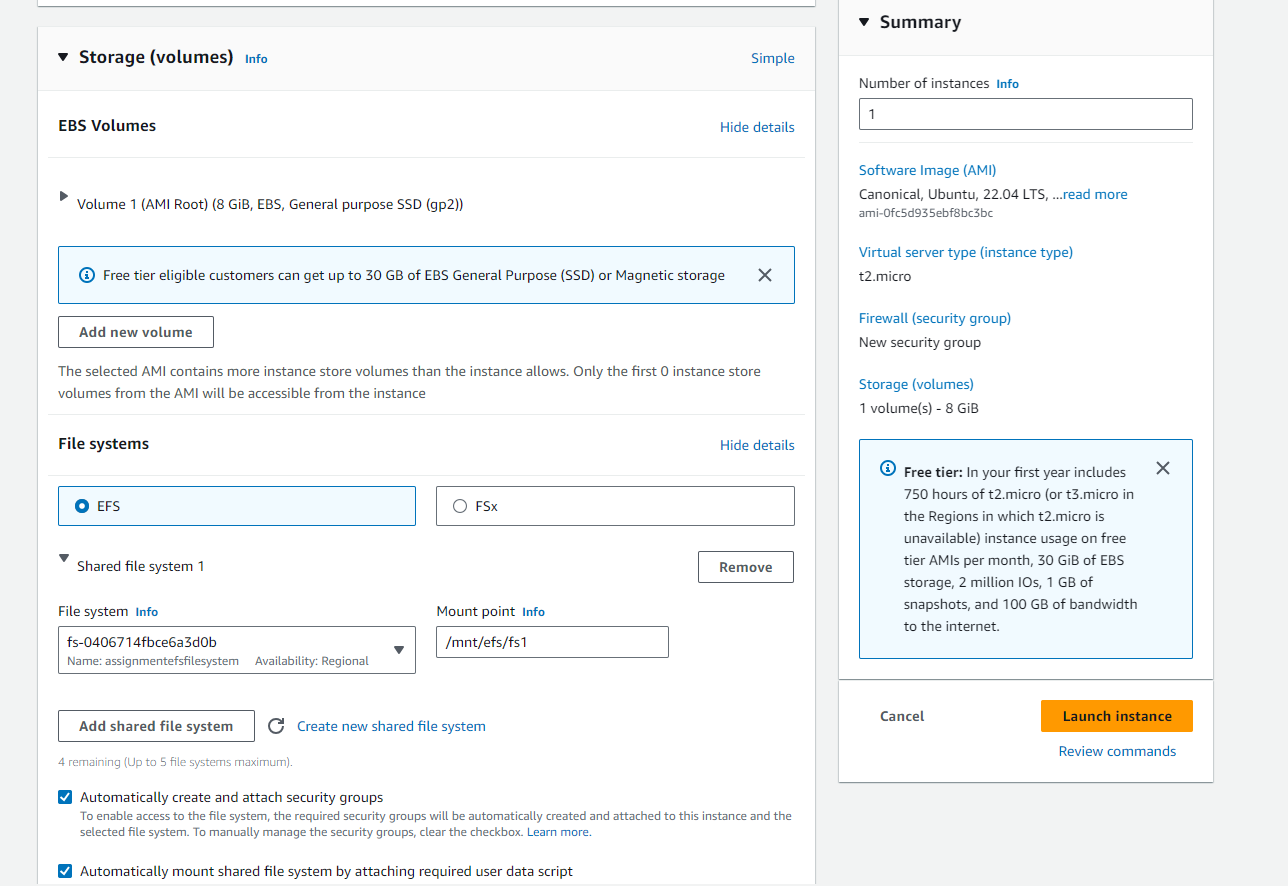 Storage (volumes) Info
Simple
EBS Volumes
Hide details
Volume 1 (AMI Root) (8 GiB, EBS, General purpose SSD (gp2))
Free tier eligible customers can get up to 30 GB of EBS General Purpose (SSD) or Magnetic storage
Add new volume
The selected AMI contains more instance store volumes than the instance allows. Only the first 0 instance store
volumes from the AMI will be accessible from the instance
File systems
Hide details
EFS
FSx
Shared file system 1
Remove
File system Info
Mount point Info
fs-0406714fbce6a3d0b
Name: assignmentefsfilesystem Availability: Regional
/mnt/efs/fs1
Add shared file system
Create new shared file system
4 remaining (Up to 5 file systems maximum).
Automatically create and attach security groups
To enable access to the file system, the required security groups will be automatically created and attached to this instance and the
selected file system. To manually manage the security groups, clear the checkbox. Learn more.
Automatically mount shared file system by attaching required user data script
Summary
Number of instances Info
1
Software Image (AMI)
Canonical, Ubuntu, 22.04 LTS, ...read more
ami-0fc5d935ebf8bc3bc
Virtual server type (instance type)
t2.micro
Firewall (security group)
New security group
Storage (volumes)
1 volume(s) - 8 GiB
Free tier: In your first year includes
750 hours of t2.micro (or t3.micro in
the Regions in which t2.micro is
unavailable) instance usage on free
tier AMIs per month, 30 GiB of EBS
storage, 2 million IOs, 1 GB of
snapshots, and 100 GB of bandwidth
to the internet.
Cancel
Launch instance
Review commands